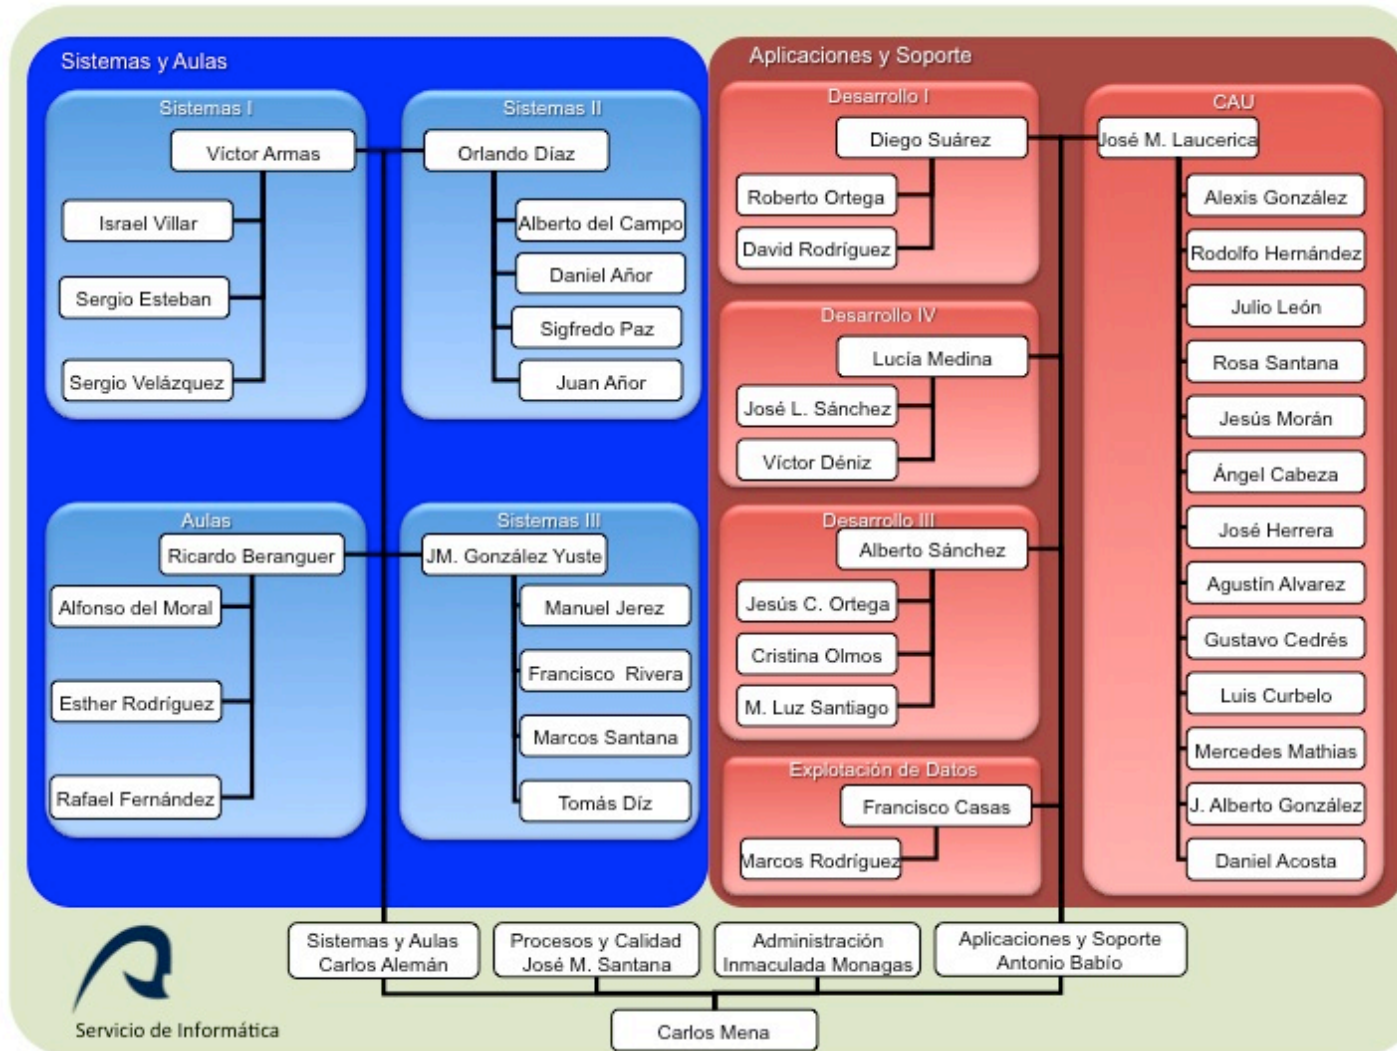 Sistemas y Aulas
Sistemas I
Víctor Armas
Israel Villar
Sergio Esteban
Sergio Velázquez
Sistemas II
Orlando Díaz
Alberto del Campo
Daniel Añor
Sigfredo Paz
Juan Añor
Aulas
Ricardo Beranguer
Alfonso del Moral
Esther Rodríguez
Rafael Fernández
Sistemas III
JM. González Yuste
Manuel Jerez
Francisco Rivera
Marcos Santana
Tomás Díz
Aplicaciones y Soporte
Desarrollo I
Diego Suárez
Roberto Ortega
David Rodríguez
Desarrollo IV
Lucía Medina
José L. Sánchez
Víctor Déniz
Desarrollo III
Alberto Sánchez
Jesús C. Ortega
Cristina Olmos
M. Luz Santiago
Explotación de Datos
Francisco Casas
Marcos Rodríguez
CAU
José M. Laucerica
Alexis González
Rodolfo Hernández
Julio León
Rosa Santana
Jesús Morán
Ángel Cabeza
José Herrera
Agustín Alvarez
Gustavo Cedrés
Luis Curbelo
Mercedes Mathias
J. Alberto González
Daniel Acosta
Sistemas y Aulas
Carlos Alemán
Procesos y Calidad
José M. Santana
Administración
Inmaculada Monagas
Aplicaciones y Soporte
Antonio Babío
Carlos Mena
Servicio de Informática